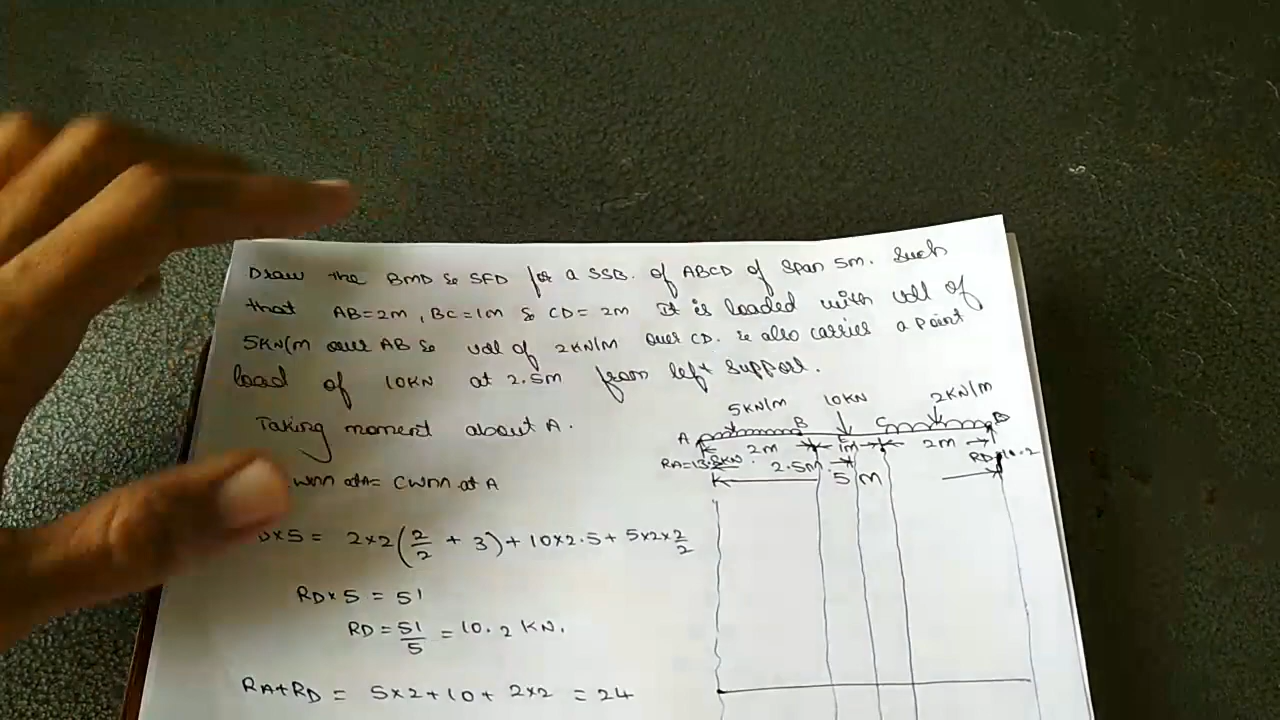 Draw the BMD & SFD for a SSB. of ABCD of Span 5m. Such
that AB=2m, BC=1m & CD=2m It is loaded with udl of
5KN/m over AB & udl of 2KN/m over CD. & also carries a point
load of 10KN at 2.5m from left support.
Taking moment about A.
CWM at A
×5 = 2×2(2/2 + 3) + 10×2.5 + 5×2×2/2
RD×5 = 51
RD = 51/5 = 10.2 KN.
RA+RD = 5×2+10+ 2×2 = 24
5KN/m 10KN 2KN/m
A B E C D
2m 1m 2m
RA=13.8KN 2.5m RD=10.2
5m